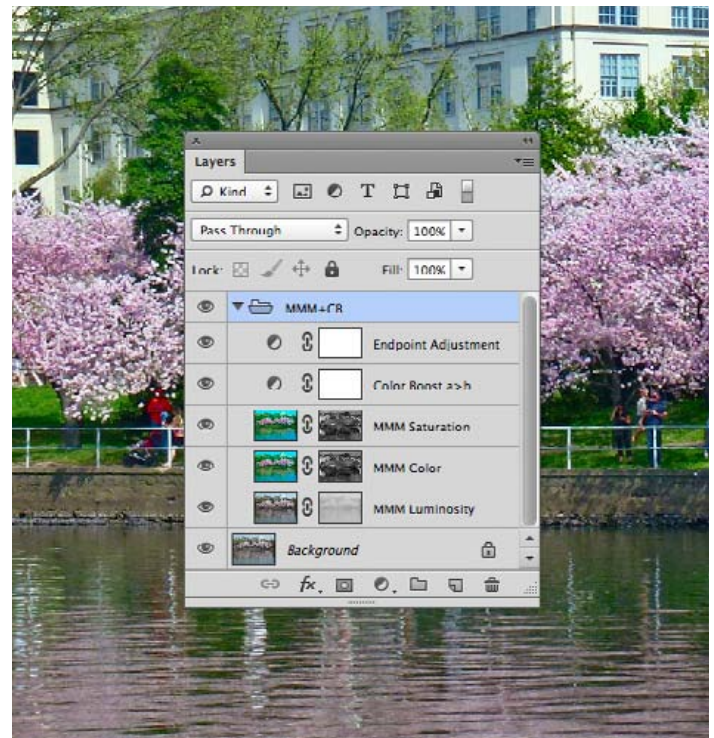 Layers
Kind
Pass Through Opacity: 100%
Lock: Fill: 100%
MMM+CB
Endpoint Adjustment
Color Boost a>b
MMM Saturation
MMM Color
MMM Luminosity
Background
fx